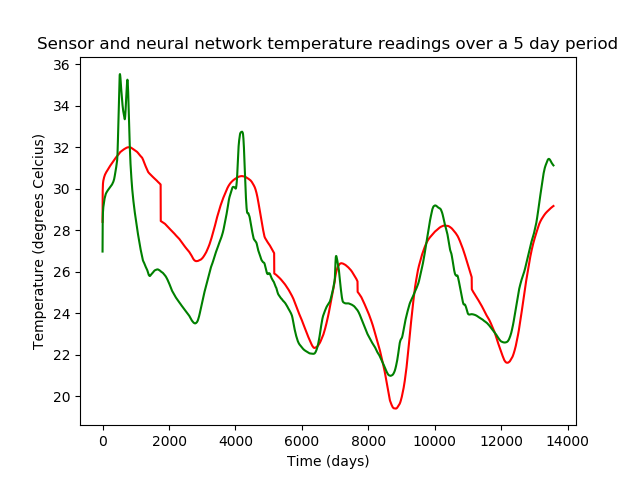 Sensor and neural network temperature readings over a 5 day period
36
34
32
30
28
26
24
22
20
Temperature (degrees Celcius)
0 2000 4000 6000 8000 10000 12000 14000
Time (days)